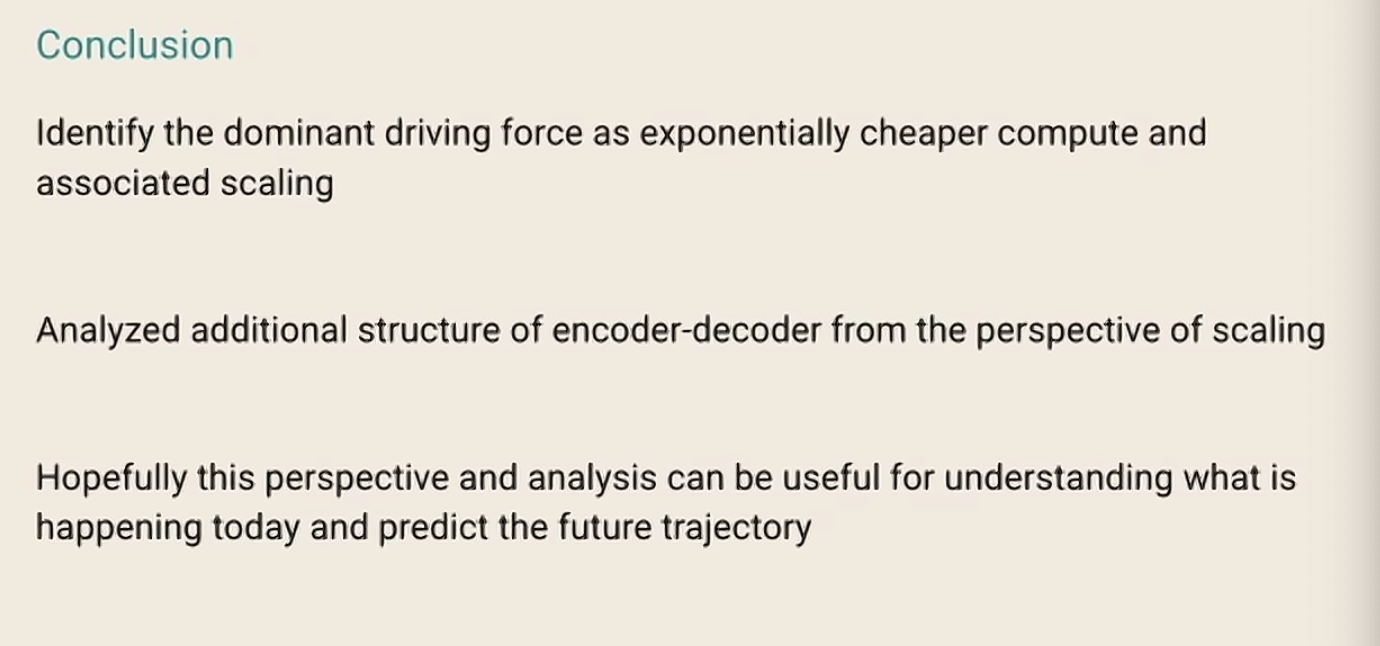 Conclusion
Identify the dominant driving force as exponentially cheaper compute and
associated scaling
Analyzed additional structure of encoder-decoder from the perspective of scaling
Hopefully this perspective and analysis can be useful for understanding what is
happening today and predict the future trajectory